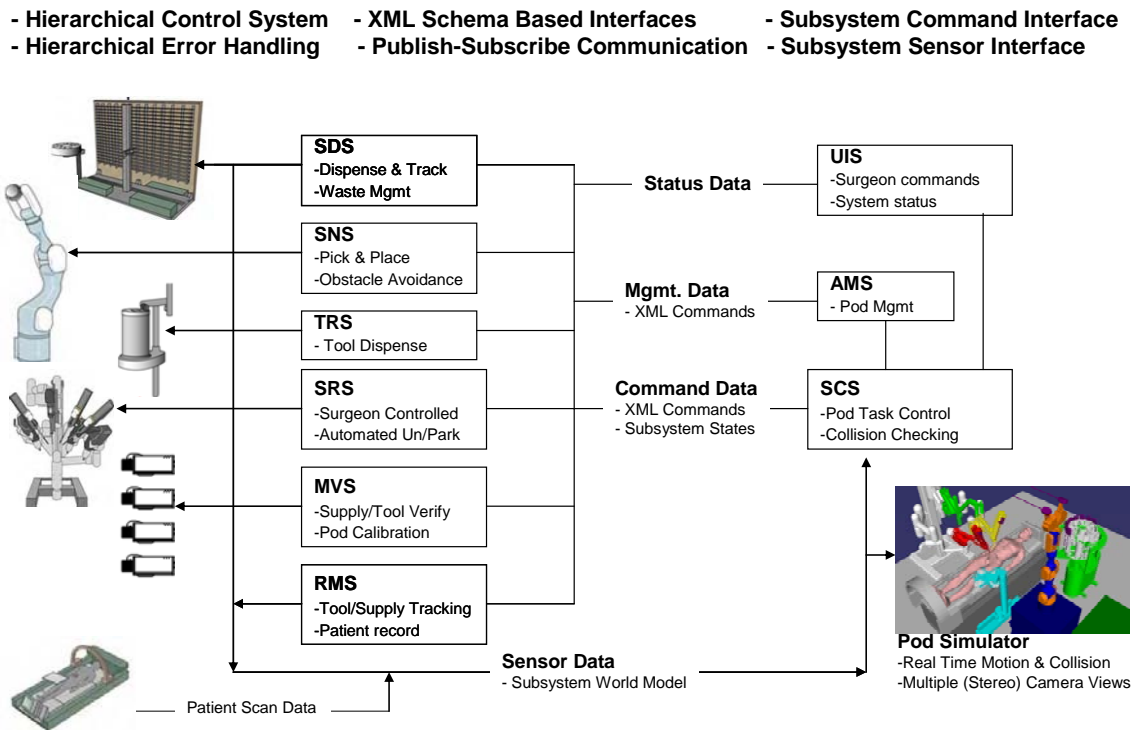 - Hierarchical Control System - XML Schema Based Interfaces - Subsystem Command Interface
- Hierarchical Error Handling - Publish-Subscribe Communication - Subsystem Sensor Interface
SDS
-Dispense & Track
-Waste Mgmt
Status Data
UIS
-Surgeon commands
-System status
SNS
-Pick & Place
-Obstacle Avoidance
Mgmt. Data
- XML Commands
AMS
- Pod Mgmt
TRS
- Tool Dispense
SRS
-Surgeon Controlled
-Automated Un/Park
Command Data
- XML Commands
- Subsystem States
SCS
-Pod Task Control
-Collision Checking
MVS
-Supply/Tool Verify
-Pod Calibration
RMS
-Tool/Supply Tracking
-Patient record
Pod Simulator
-Real Time Motion & Collision
-Multiple (Stereo) Camera Views
Sensor Data
- Subsystem World Model
Patient Scan Data